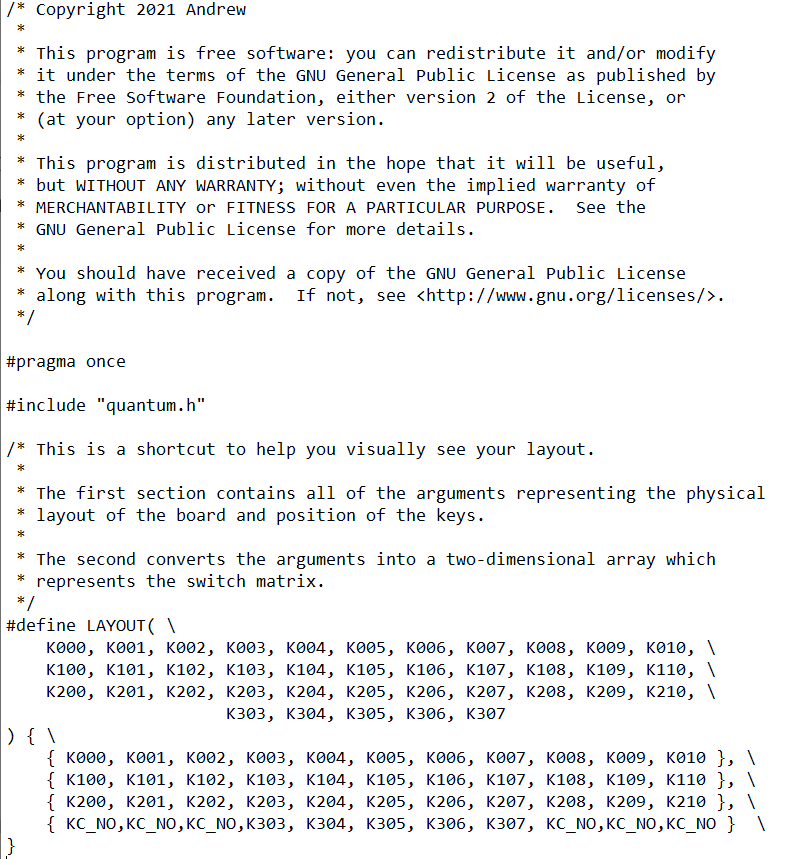 /* Copyright 2021 Andrew
 *
 * This program is free software: you can redistribute it and/or modify
 * it under the terms of the GNU General Public License as published by
 * the Free Software Foundation, either version 2 of the License, or
 * (at your option) any later version.
 *
 * This program is distributed in the hope that it will be useful,
 * but WITHOUT ANY WARRANTY; without even the implied warranty of
 * MERCHANTABILITY or FITNESS FOR A PARTICULAR PURPOSE.  See the
 * GNU General Public License for more details.
 *
 * You should have received a copy of the GNU General Public License
 * along with this program.  If not, see <http://www.gnu.org/licenses/>.
 */

#pragma once

#include "quantum.h"

/* This is a shortcut to help you visually see your layout.
 *
 * The first section contains all of the arguments representing the physical
 * layout of the board and position of the keys.
 *
 * The second converts the arguments into a two-dimensional array which
 * represents the switch matrix.
 */
#define LAYOUT( \
    K000, K001, K002, K003, K004, K005, K006, K007, K008, K009, K010, \
    K100, K101, K102, K103, K104, K105, K106, K107, K108, K109, K110, \
    K200, K201, K202, K203, K204, K205, K206, K207, K208, K209, K210, \
                      K303, K304, K305, K306, K307
) { \
    { K000, K001, K002, K003, K004, K005, K006, K007, K008, K009, K010 }, \
    { K100, K101, K102, K103, K104, K105, K106, K107, K108, K109, K110 }, \
    { K200, K201, K202, K203, K204, K205, K206, K207, K208, K209, K210 }, \
    { KC_NO,KC_NO,KC_NO,K303, K304, K305, K306, K307, KC_NO,KC_NO,KC_NO }  \
}